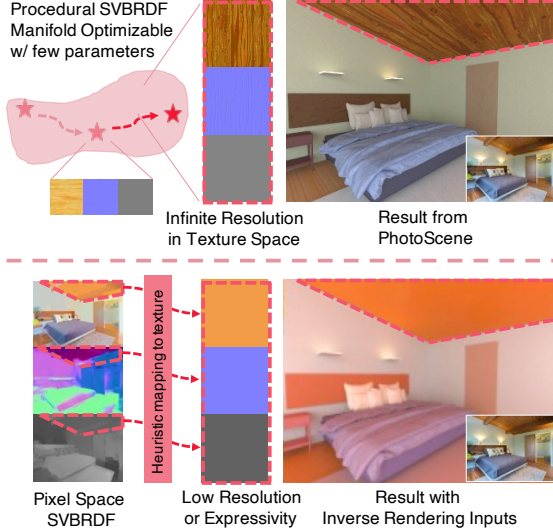 Procedural SVBRDF
Manifold Optimizable
w/ few parameters
Infinite Resolution
in Texture Space
Result from
PhotoScene
Heuristic mapping to texture
Pixel Space
SVBRDF
Low Resolution
or Expressivity
Result with
Inverse Rendering Inputs